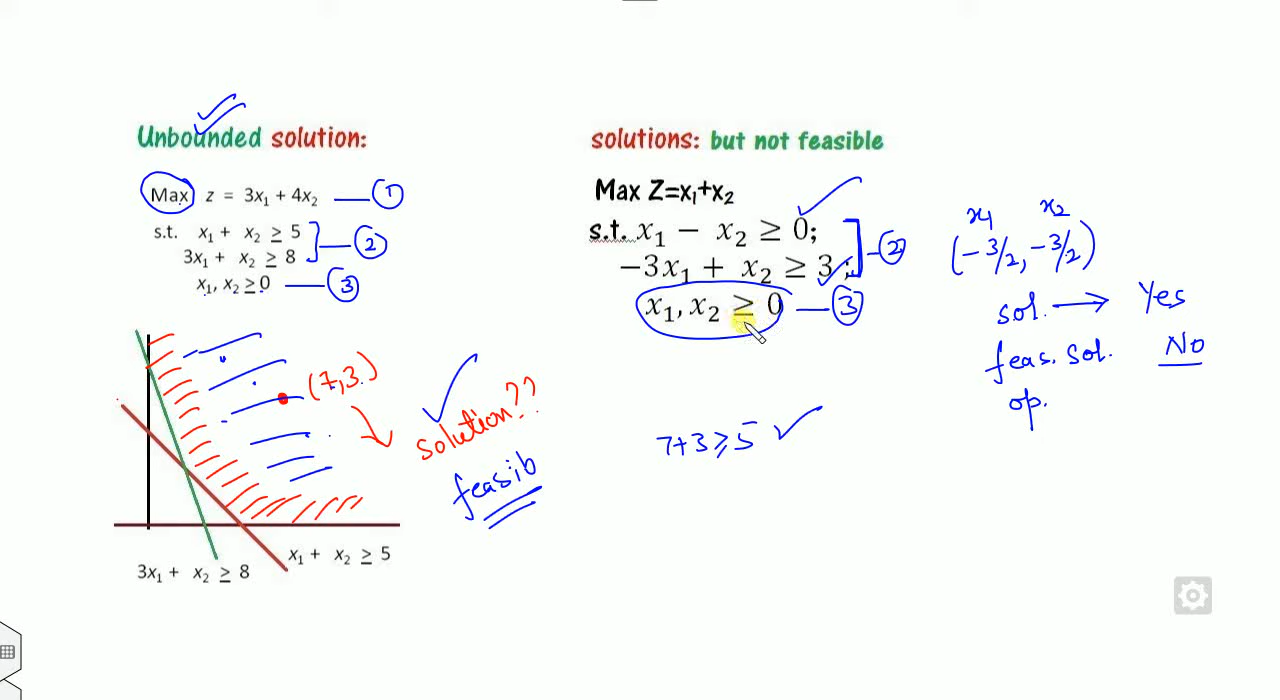 Unbounded solution:
Max z = 3x₁ + 4x₂ — ①
s.t. x₁ + x₂ ≥ 5
3x₁ + x₂ ≥ 8 — ②
x₁, x₂ ≥ 0 — ③
(7,3)
solution??
feasib
3x₁ + x₂ ≥ 8
x₁ + x₂ ≥ 5
solutions: but not feasible
Max Z=x₁+x₂
s.t. x₁ − x₂ ≥ 0;
−3x₁ + x₂ ≥ 3; — ②
x₁, x₂ ≥ 0 — ③
7+3≥5 ✓
x₁ x₂
(-3/2, -3/2)
sol. → Yes
feas. sol. No
op.